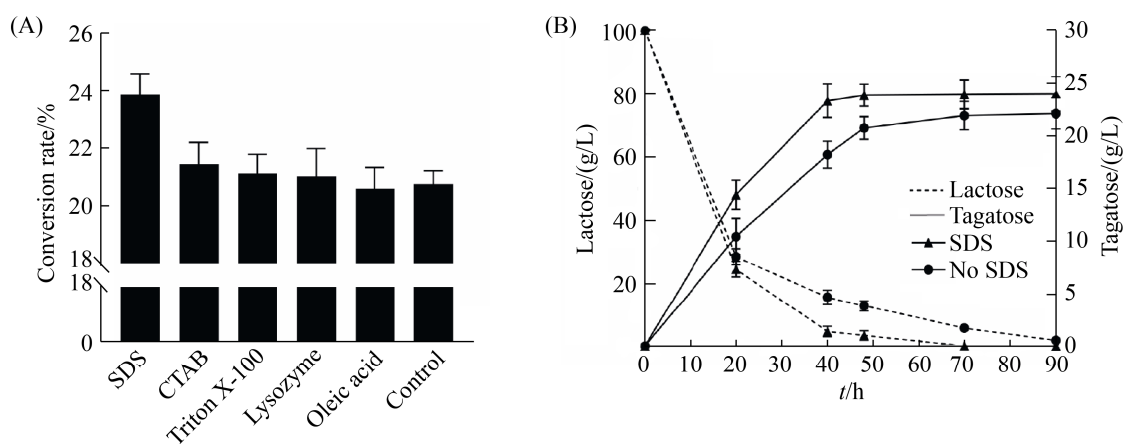 (A)
Conversion rate/%
26
24
22
20
18
18
0
SDS
CTAB
Triton X-100
Lysozyme
Oleic acid
Control
(B)
Lactose/(g/L)
100
80
60
40
20
0 10 20 30 40 50 60 70 80 90
t/h
30
25
20
15
10
5
0
Tagatose/(g/L)
Lactose
Tagatose
SDS
No SDS